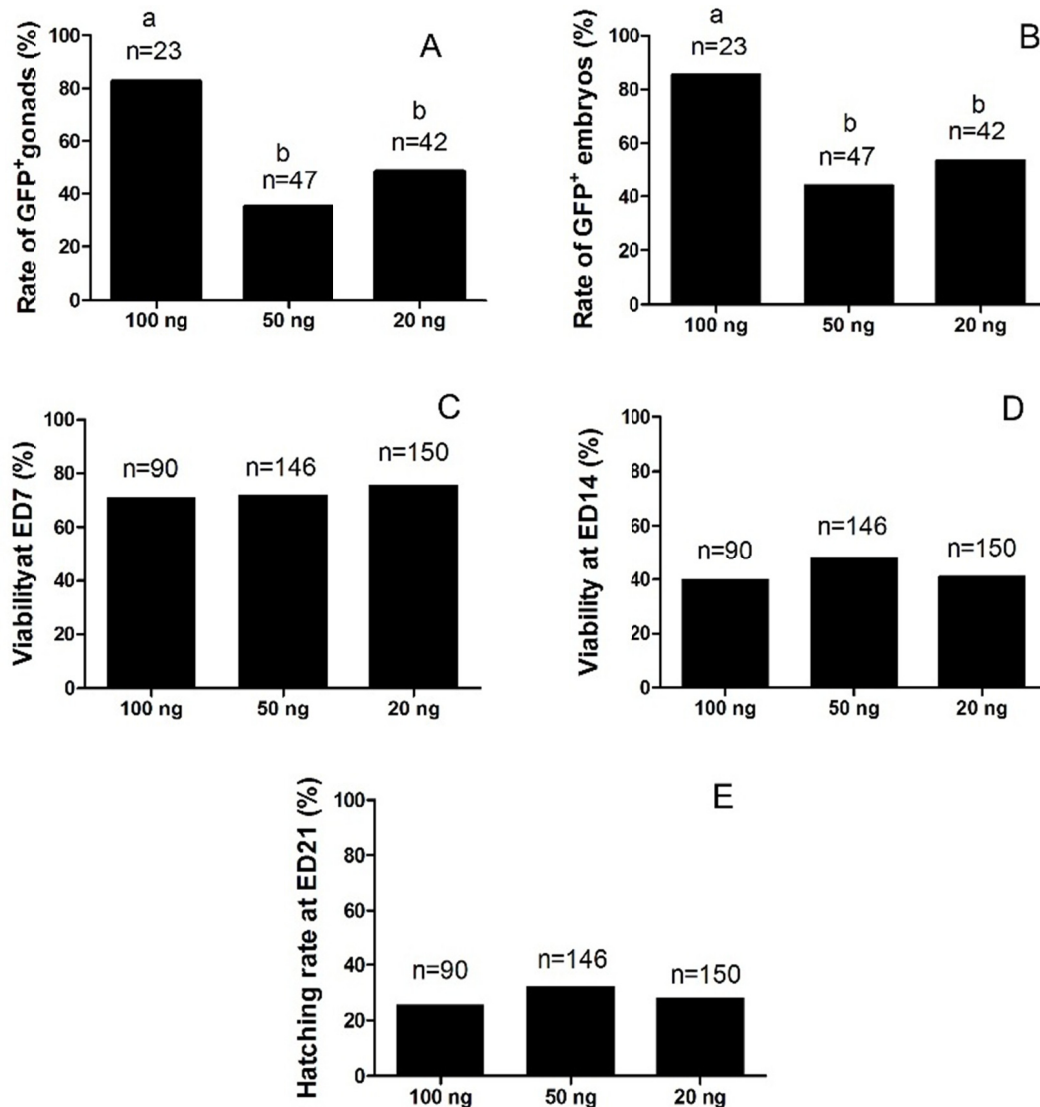 A
Rate of GFP⁺gonads (%)
100
80
60
40
20
0
a
n=23
b
n=47
b
n=42
100 ng
50 ng
20 ng
B
Rate of GFP⁺ embryos (%)
100
80
60
40
20
0
a
n=23
b
n=47
b
n=42
100 ng
50 ng
20 ng
C
Viabilityat ED7 (%)
100
80
60
40
20
0
n=90
n=146
n=150
100 ng
50 ng
20 ng
D
Viability at ED14 (%)
100
80
60
40
20
0
n=90
n=146
n=150
100 ng
50 ng
20 ng
E
Hatching rate at ED21 (%)
100
80
60
40
20
0
n=90
n=146
n=150
100 ng
50 ng
20 ng